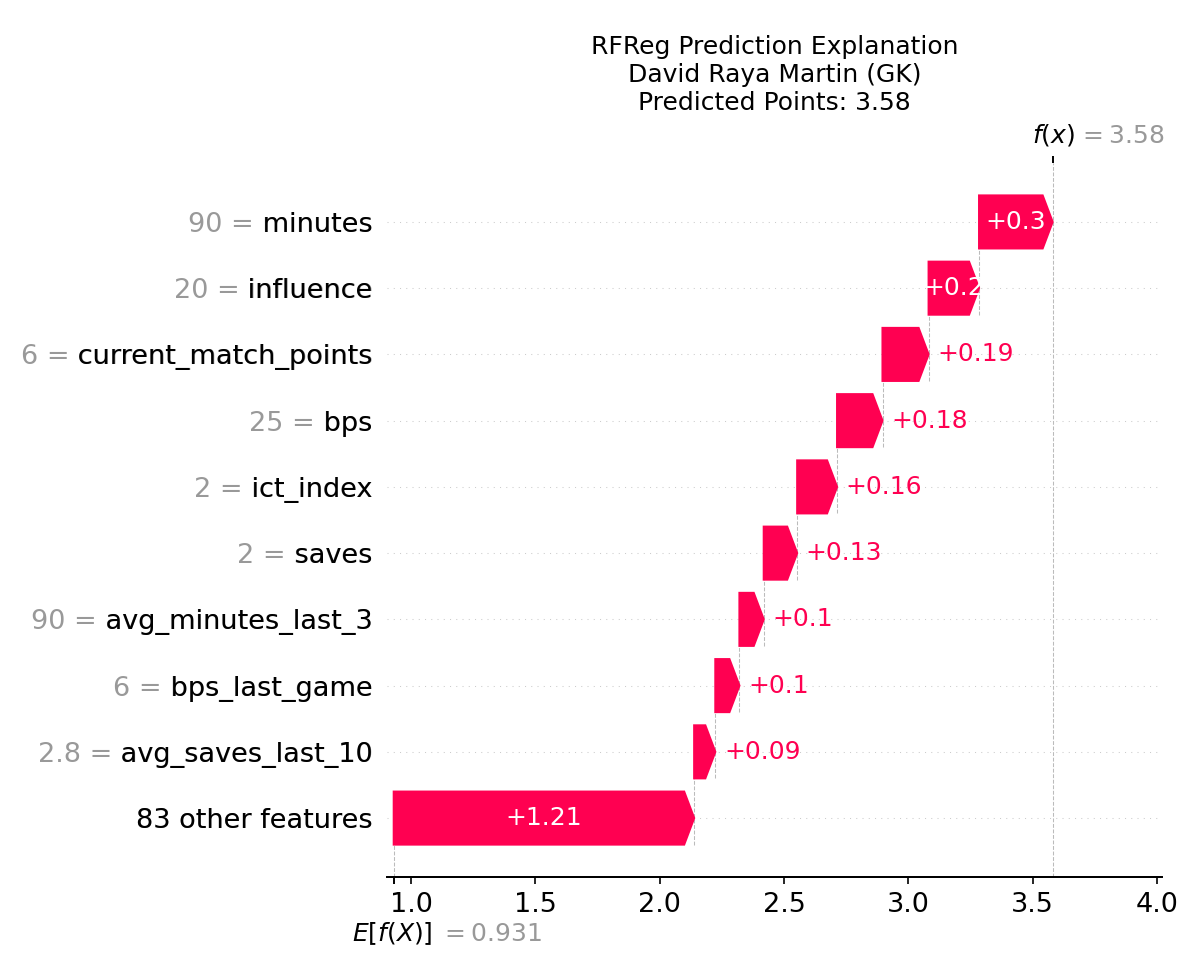 RFReg Prediction Explanation
David Raya Martin (GK)
Predicted Points: 3.58
f(x) = 3.58
90 = minutes +0.3
20 = influence +0.2
6 = current_match_points +0.19
25 = bps +0.18
2 = ict_index +0.16
2 = saves +0.13
90 = avg_minutes_last_3 +0.1
6 = bps_last_game +0.1
2.8 = avg_saves_last_10 +0.09
83 other features +1.21
1.0 1.5 2.0 2.5 3.0 3.5 4.0
E[f(X)] = 0.931